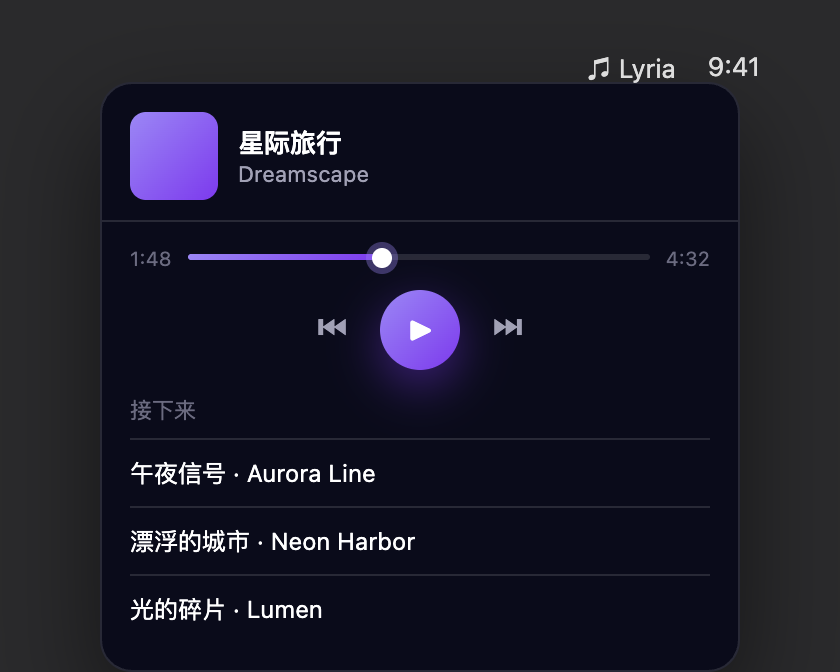 Lyria 9:41
星际旅行
Dreamscape
1:48 4:32
接下来
午夜信号 · Aurora Line
漂浮的城市 · Neon Harbor
光的碎片 · Lumen